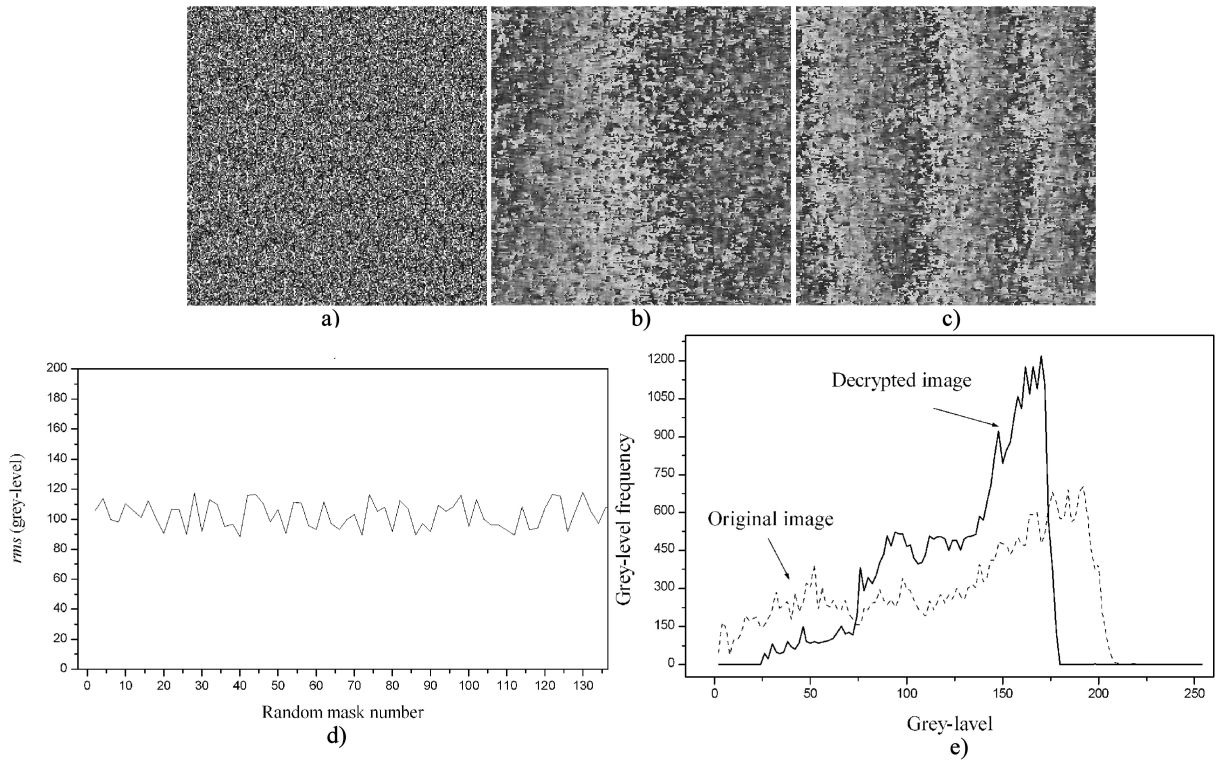 a)
b)
c)
200
180
160
140
120
100
80
60
40
20
0
rms (grey-level)
0 10 20 30 40 50 60 70 80 90 100 110 120 130
Random mask number
d)
1200
1050
900
750
600
450
300
150
0
Grey-level frequency
Decrypted image
Original image
0 50 100 150 200 250
Grey-lavel
e)